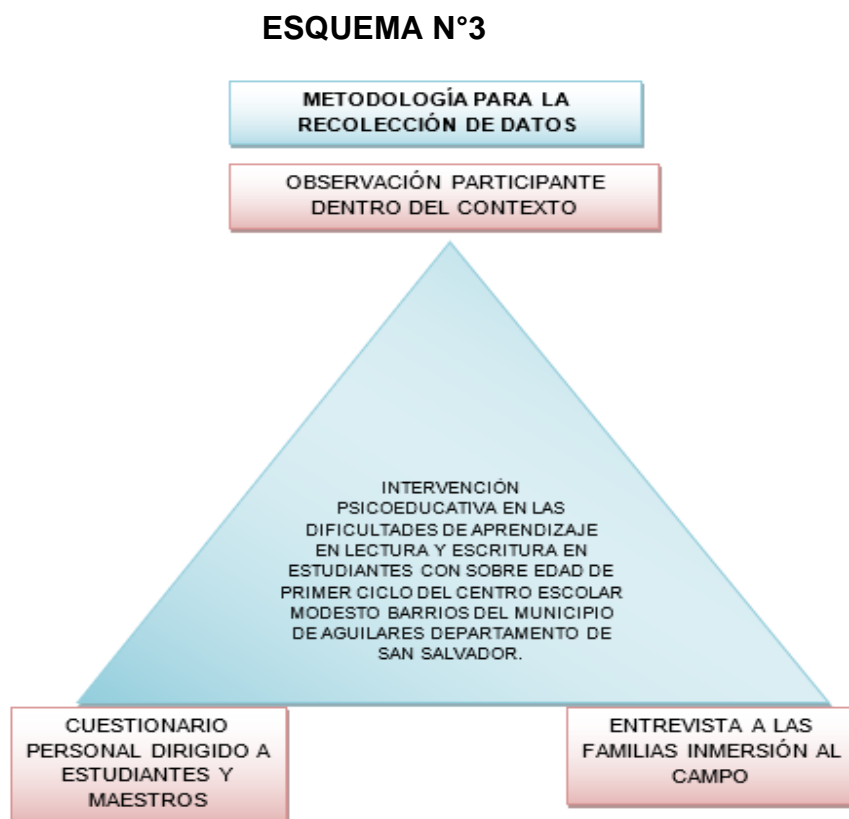 ESQUEMA N°3
METODOLOGÍA PARA LA
RECOLECCIÓN DE DATOS
OBSERVACIÓN PARTICIPANTE
DENTRO DEL CONTEXTO
INTERVENCIÓN
PSICOEDUCATIVA EN LAS
DIFICULTADES DE APRENDIZAJE
EN LECTURA Y ESCRITURA EN
ESTUDIANTES CON SOBRE EDAD DE
PRIMER CICLO DEL CENTRO ESCOLAR
MODESTO BARRIOS DEL MUNICIPIO
DE AGUILARES DEPARTAMENTO DE
SAN SALVADOR.
CUESTIONARIO
PERSONAL DIRIGIDO A
ESTUDIANTES Y
MAESTROS
ENTREVISTA A LAS
FAMILIAS INMERSIÓN AL
CAMPO